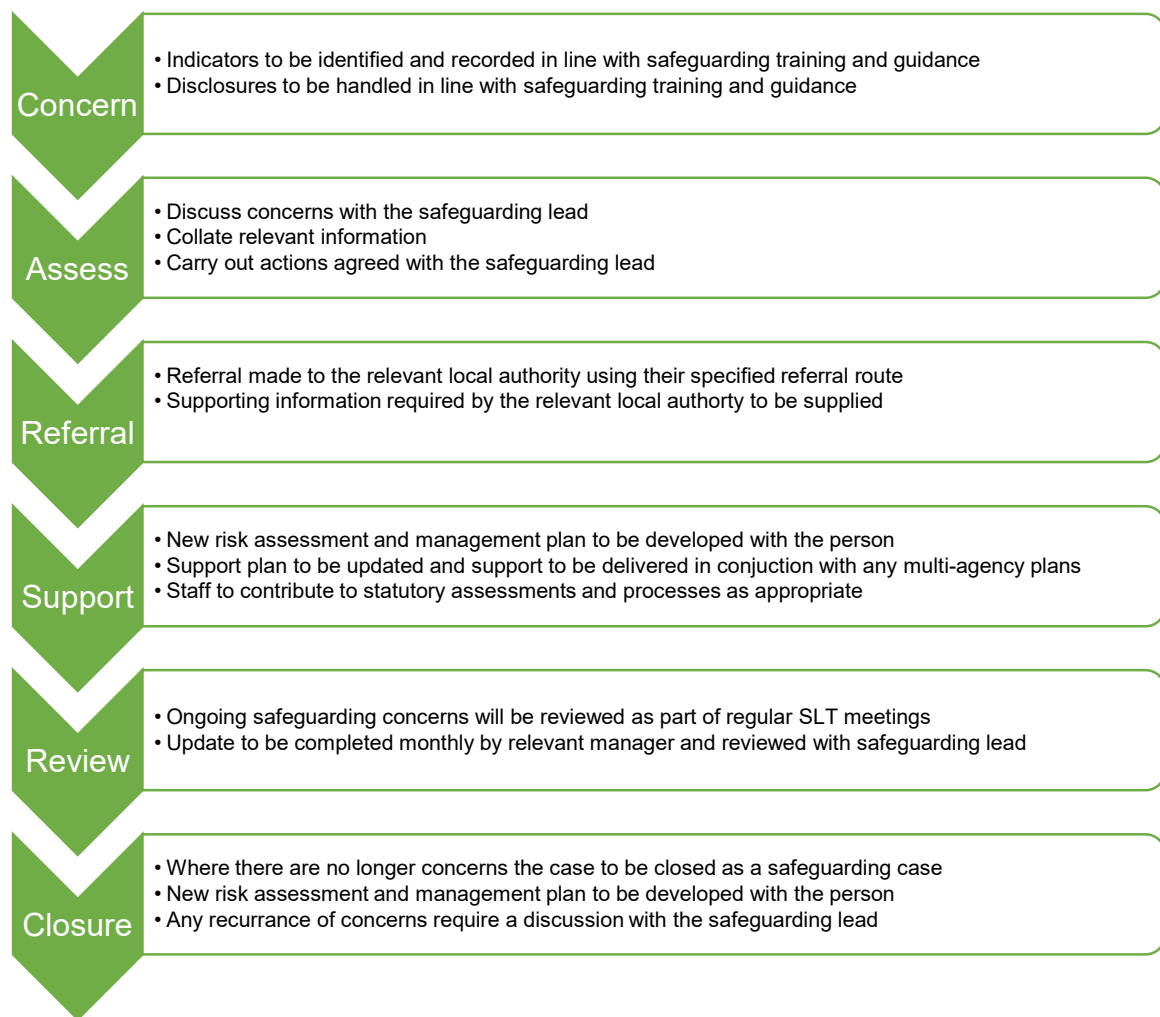 Concern
• Indicators to be identified and recorded in line with safeguarding training and guidance
• Disclosures to be handled in line with safeguarding training and guidance
Assess
• Discuss concerns with the safeguarding lead
• Collate relevant information
• Carry out actions agreed with the safeguarding lead
Referral
• Referral made to the relevant local authority using their specified referral route
• Supporting information required by the relevant local authorty to be supplied
Support
• New risk assessment and management plan to be developed with the person
• Support plan to be updated and support to be delivered in conjuction with any multi-agency plans
• Staff to contribute to statutory assessments and processes as appropriate
Review
• Ongoing safeguarding concerns will be reviewed as part of regular SLT meetings
• Update to be completed monthly by relevant manager and reviewed with safeguarding lead
Closure
• Where there are no longer concerns the case to be closed as a safeguarding case
• New risk assessment and management plan to be developed with the person
• Any recurrance of concerns require a discussion with the safeguarding lead